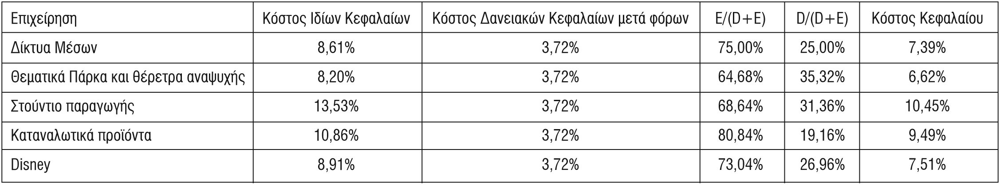 Επιχείρηση Κόστος Ιδίων Κεφαλαίων Κόστος Δανειακών Κεφαλαίων μετά φόρων E/(D+E) D/(D+E) Κόστος Κεφαλαίου
Δίκτυα Μέσων 8,61% 3,72% 75,00% 25,00% 7,39%
Θεματικά Πάρκα και θέρετρα αναψυχής 8,20% 3,72% 64,68% 35,32% 6,62%
Στούντιο παραγωγής 13,53% 3,72% 68,64% 31,36% 10,45%
Καταναλωτικά προϊόντα 10,86% 3,72% 80,84% 19,16% 9,49%
Disney 8,91% 3,72% 73,04% 26,96% 7,51%